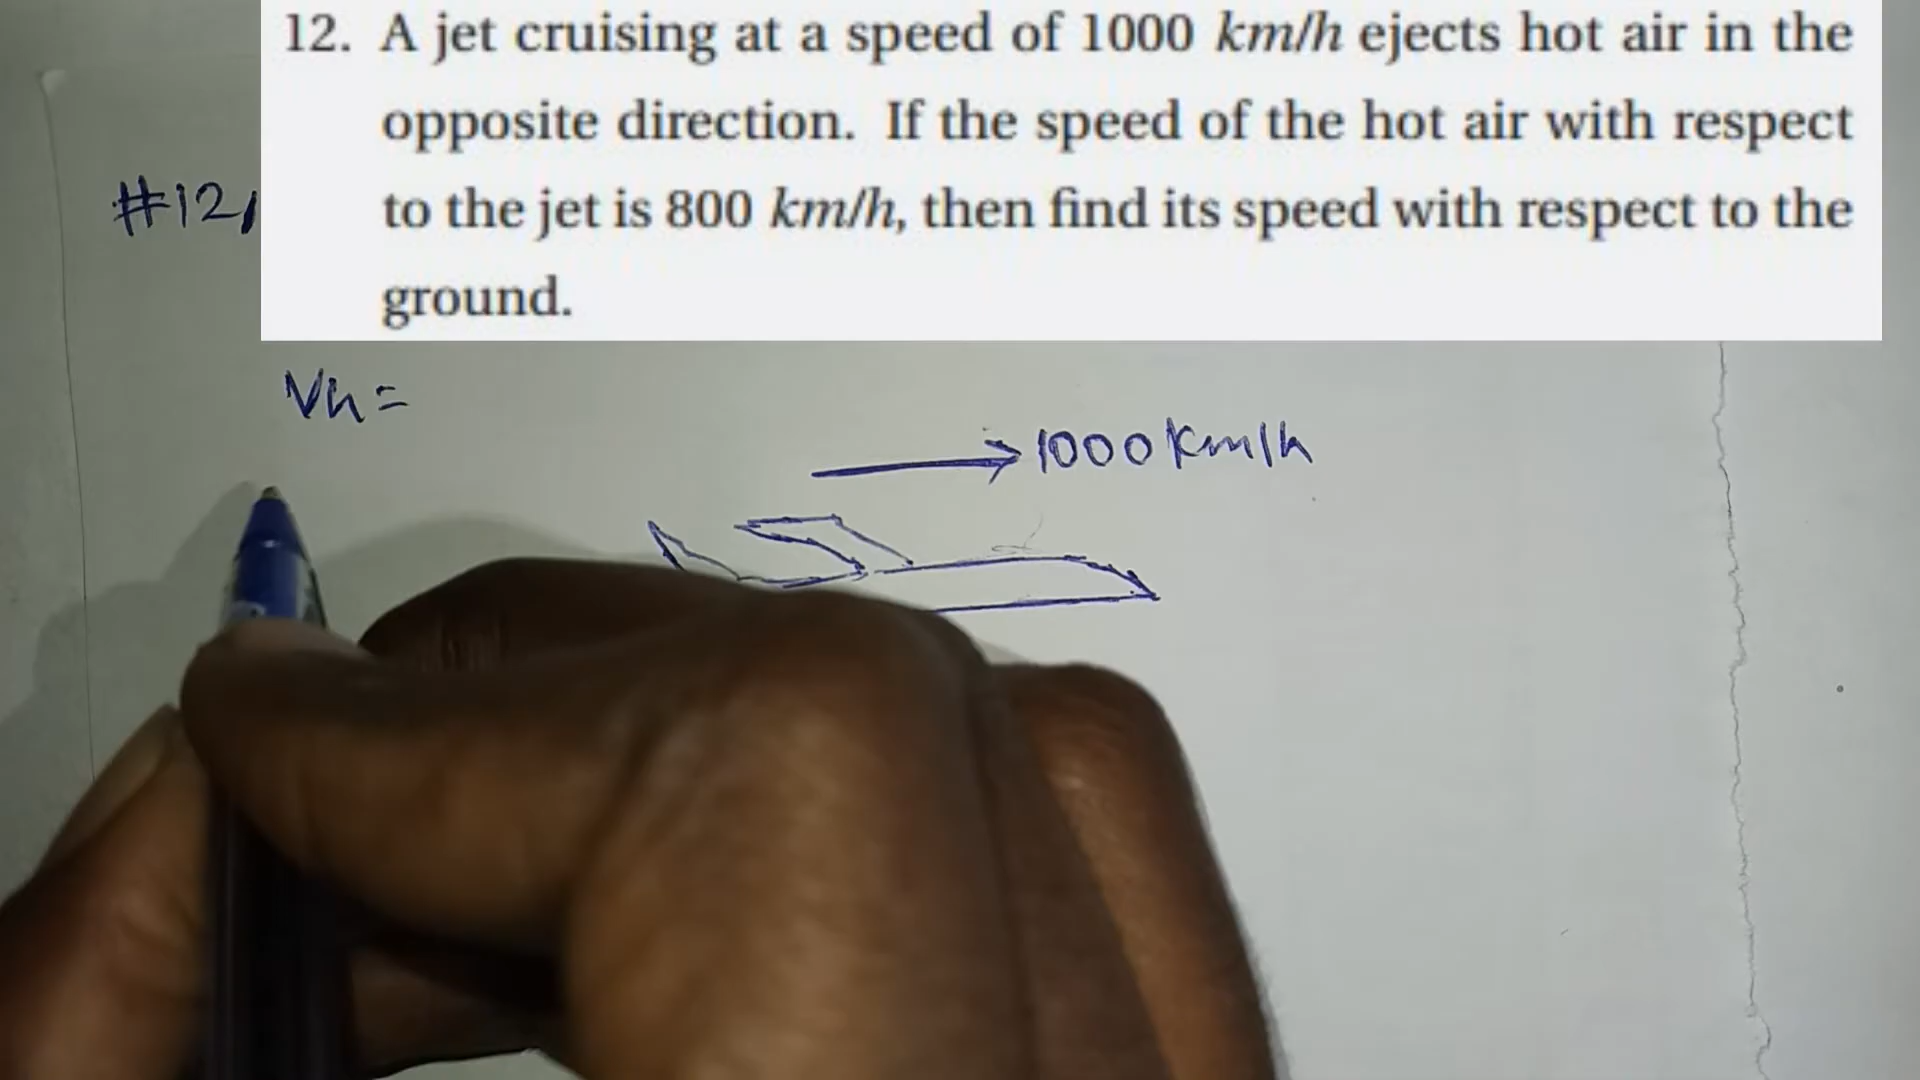 12. A jet cruising at a speed of 1000 km/h ejects hot air in the
opposite direction. If the speed of the hot air with respect
to the jet is 800 km/h, then find its speed with respect to the
ground.
#12,
Vh =
1000 Km/h